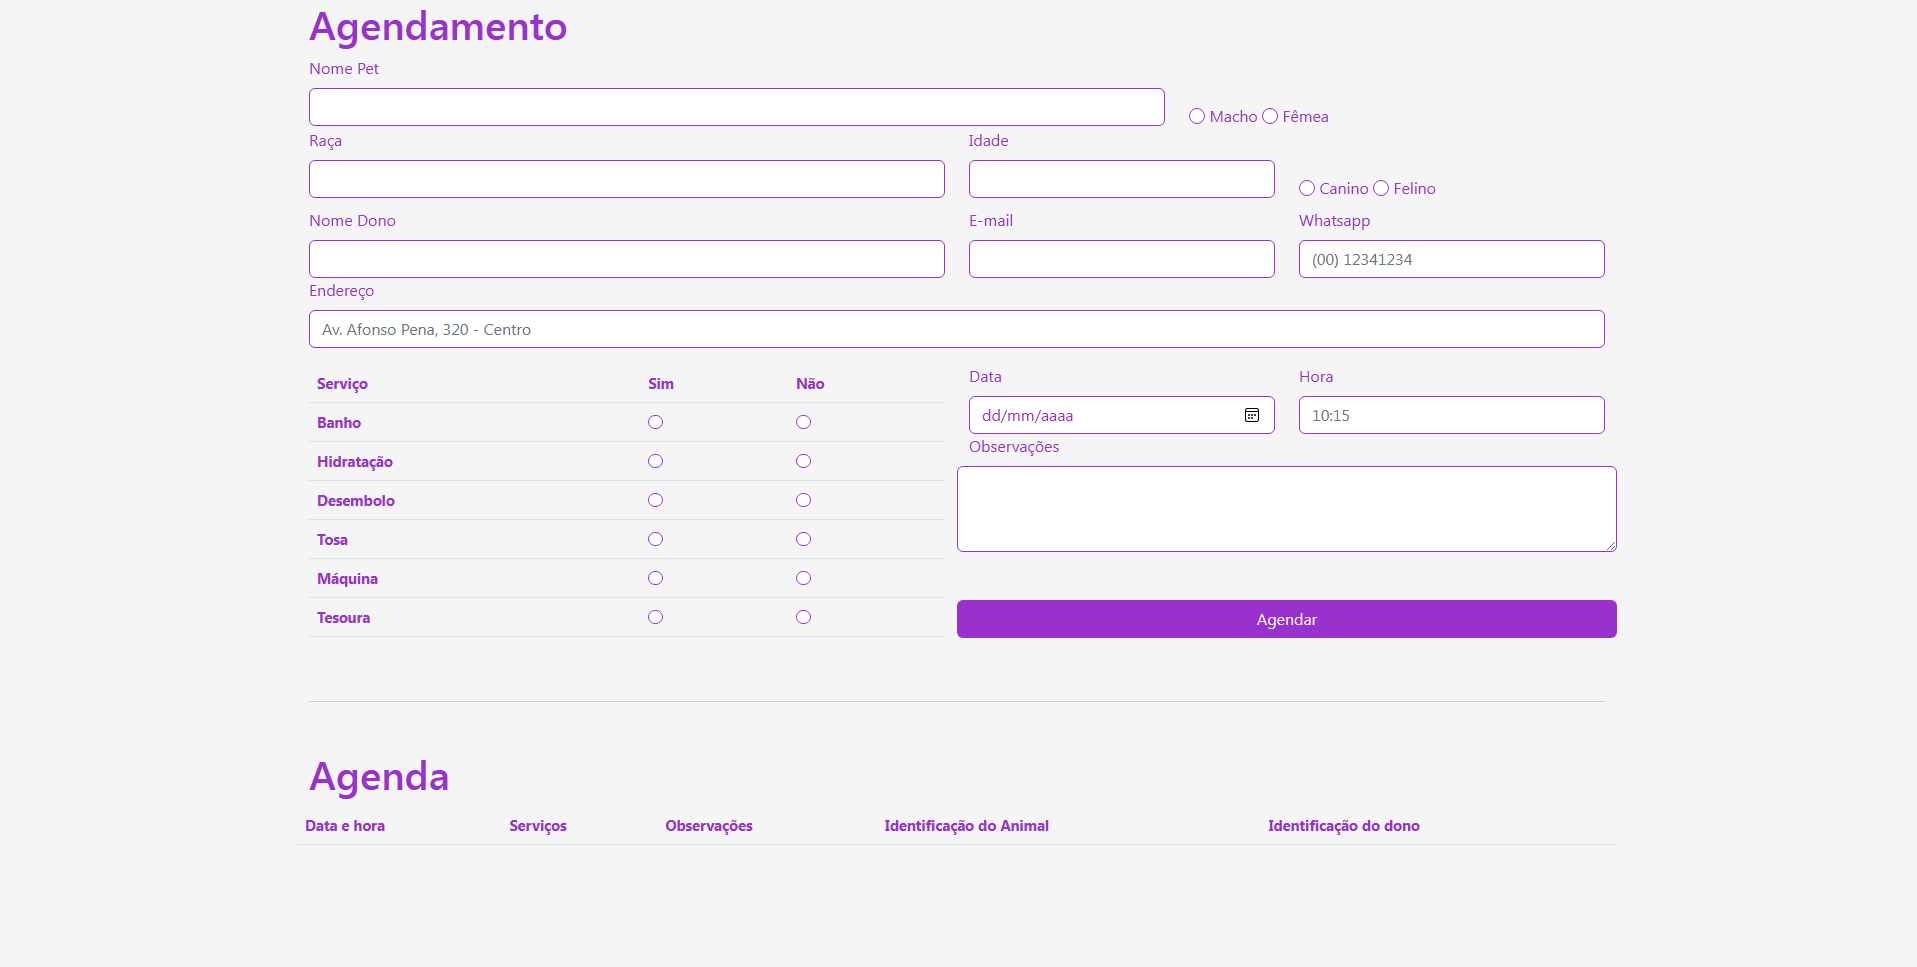 Agendamento
Nome Pet
Macho Fêmea
Raça Idade
Canino Felino
Nome Dono E-mail Whatsapp
(00) 12341234
Endereço
Av. Afonso Pena, 320 - Centro
Serviço Sim Não
Data Hora
Banho
dd/mm/aaaa 10:15
Hidratação
Observações
Desembolo
Tosa
Máquina
Tesoura
Agendar
Agenda
Data e hora Serviços Observações Identificação do Animal Identificação do dono